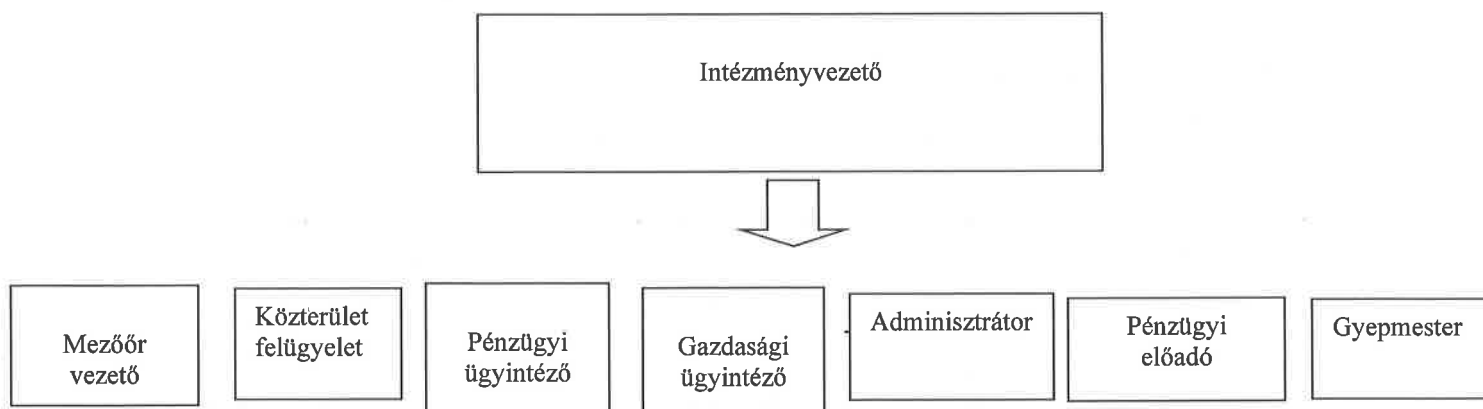 Intézményvezető
Mezőőr
vezető
Közterület
felügyelet
Pénzügyi
ügyintéző
Gazdasági
ügyintéző
Adminisztrátor
Pénzügyi
előadó
Gyepmester